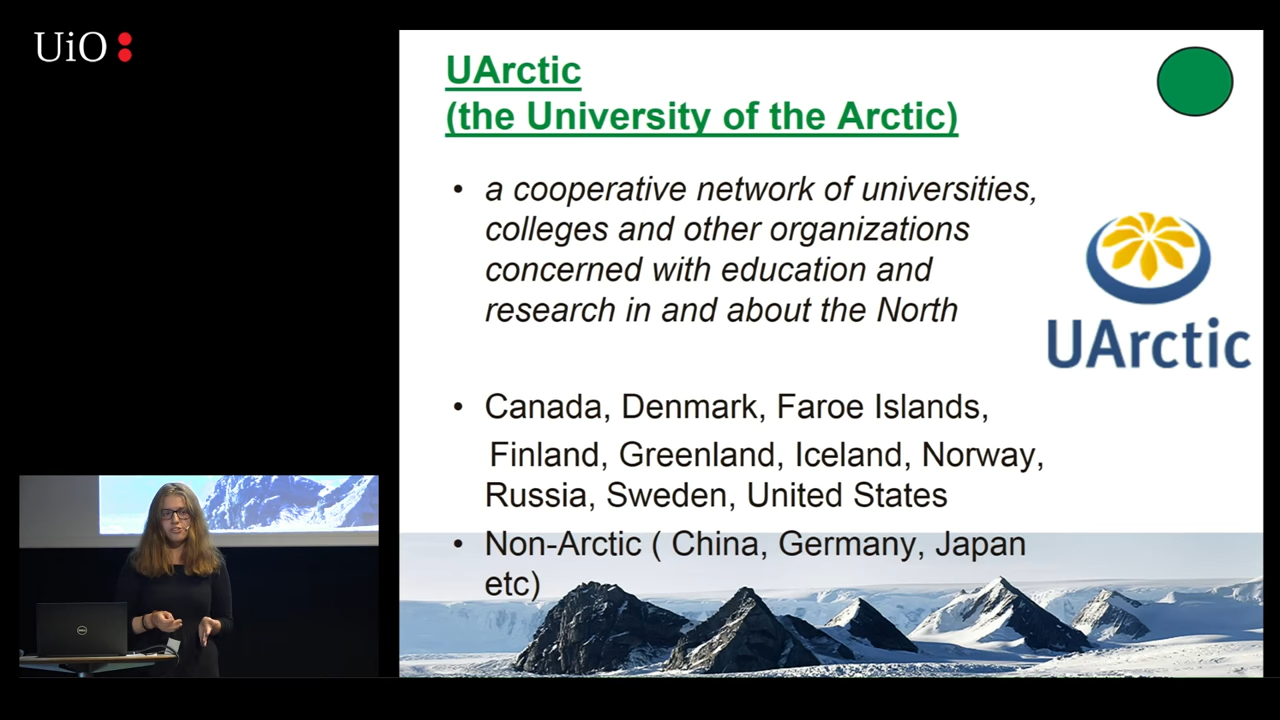 UiO
UArctic
(the University of the Arctic)
• a cooperative network of universities,
colleges and other organizations
concerned with education and
research in and about the North
UArctic
• Canada, Denmark, Faroe Islands,
Finland, Greenland, Iceland, Norway,
Russia, Sweden, United States
• Non-Arctic ( China, Germany, Japan
etc)
DELL